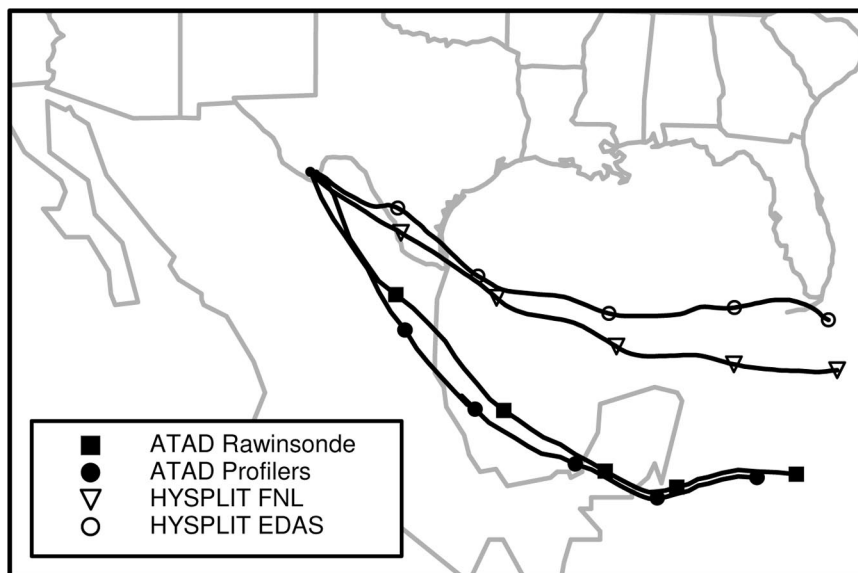 ATAD Rawinsonde
ATAD Profilers
HYSPLIT FNL
HYSPLIT EDAS